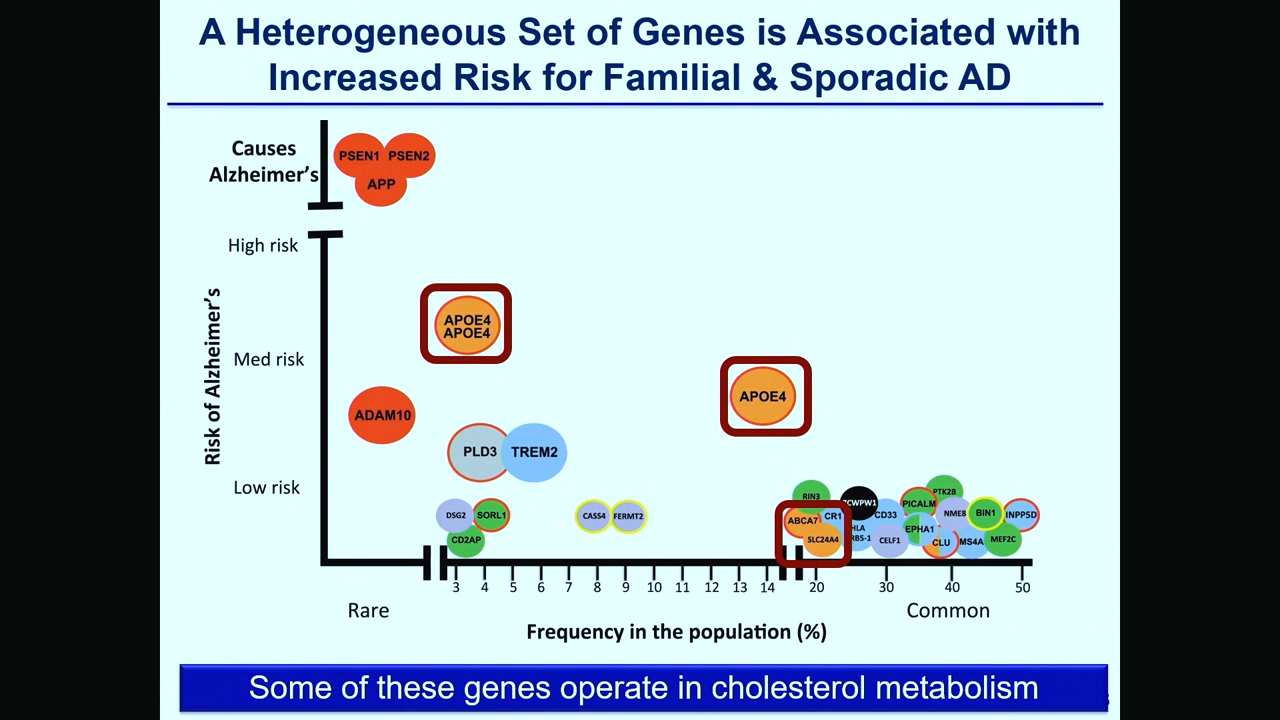 A Heterogeneous Set of Genes is Associated with
Increased Risk for Familial & Sporadic AD
Causes
Alzheimer's
PSEN1 PSEN2
APP
High risk
APOE4
APOE4
Risk of Alzheimer's
Med risk
APOE4
ADAM10
PLD3 TREM2
Low risk
DSG2 SORL1
CD2AP
CASS4 FERMT2
RIN3
ZCWPW1
PTK2B
PICALM
ABCA7 CR1
CD33
NME8 BIN1 INPP5D
SLC24A4
CELF1
EPHA1
CLU MS4A MEF2C
3 4 5 6 7 8 9 10 11 12 13 14 20 30 40 50
Rare
Common
Frequency in the population (%)
Some of these genes operate in cholesterol metabolism